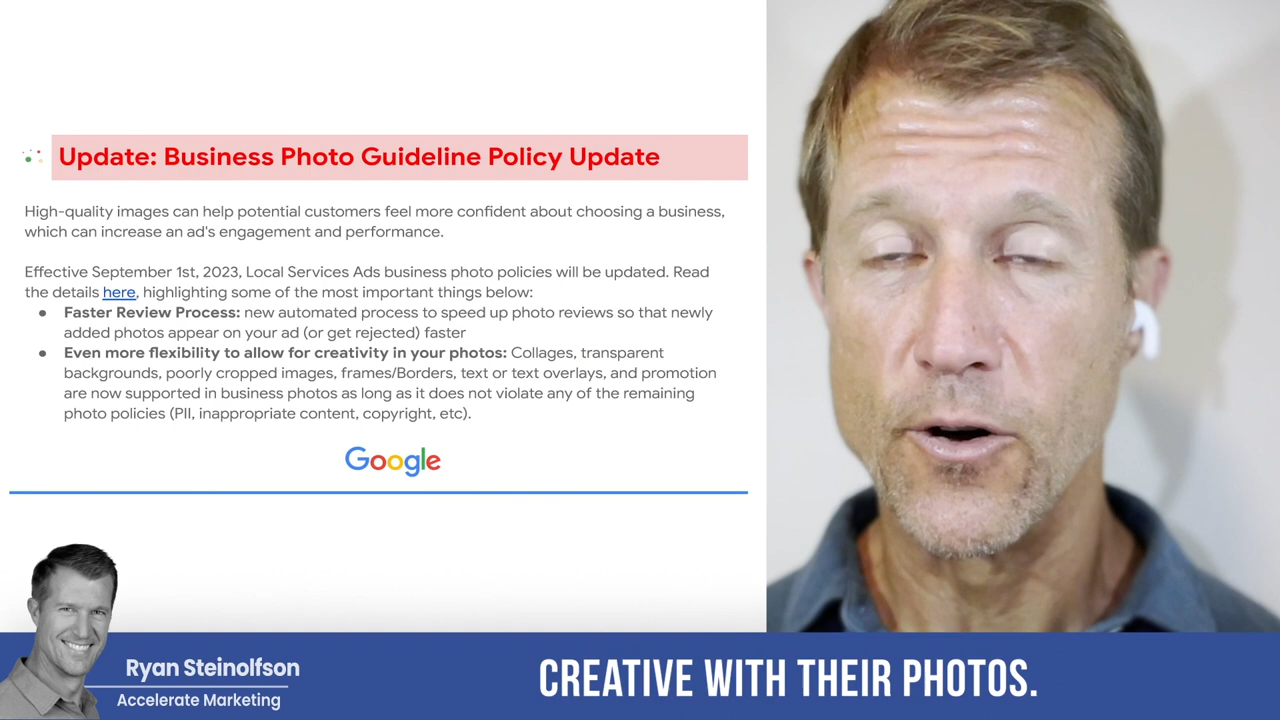 Update: Business Photo Guideline Policy Update
High-quality images can help potential customers feel more confident about choosing a business,
which can increase an ad's engagement and performance.
Effective September 1st, 2023, Local Services Ads business photo policies will be updated. Read
the details here, highlighting some of the most important things below:
● Faster Review Process: new automated process to speed up photo reviews so that newly
added photos appear on your ad (or get rejected) faster
● Even more flexibility to allow for creativity in your photos: Collages, transparent
backgrounds, poorly cropped images, frames/Borders, text or text overlays, and promotion
are now supported in business photos as long as it does not violate any of the remaining
photo policies (PII, inappropriate content, copyright, etc).
Google
Ryan Steinolfson
Accelerate Marketing
CREATIVE WITH THEIR PHOTOS.